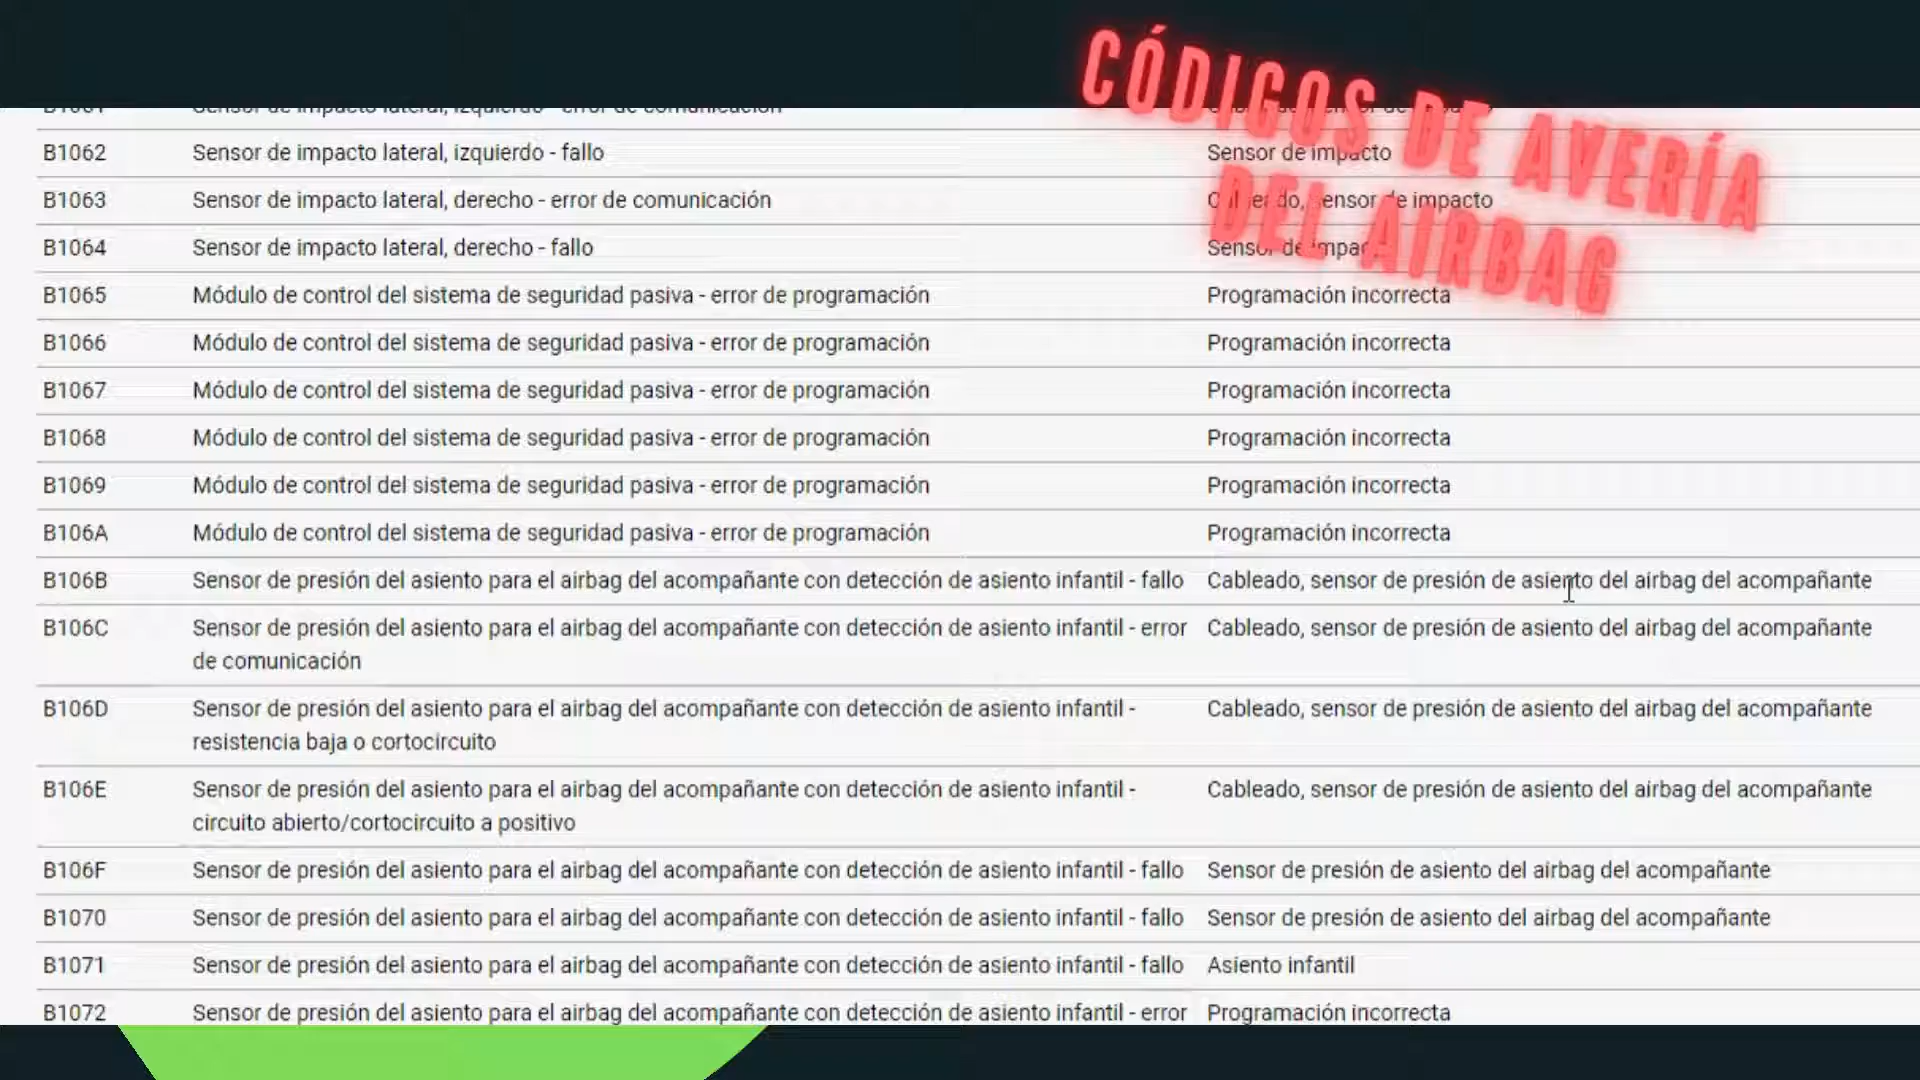 CÓDIGOS DE AVERÍA
DEL AIRBAG
B1061 Sensor de impacto lateral, izquierdo - error de comunicación
B1062 Sensor de impacto lateral, izquierdo - fallo Sensor de impacto
B1063 Sensor de impacto lateral, derecho - error de comunicación Cableado, sensor de impacto
B1064 Sensor de impacto lateral, derecho - fallo Sensor de impacto
B1065 Módulo de control del sistema de seguridad pasiva - error de programación Programación incorrecta
B1066 Módulo de control del sistema de seguridad pasiva - error de programación Programación incorrecta
B1067 Módulo de control del sistema de seguridad pasiva - error de programación Programación incorrecta
B1068 Módulo de control del sistema de seguridad pasiva - error de programación Programación incorrecta
B1069 Módulo de control del sistema de seguridad pasiva - error de programación Programación incorrecta
B106A Módulo de control del sistema de seguridad pasiva - error de programación Programación incorrecta
B106B Sensor de presión del asiento para el airbag del acompañante con detección de asiento infantil - fallo Cableado, sensor de presión de asiento del airbag del acompañante
B106C Sensor de presión del asiento para el airbag del acompañante con detección de asiento infantil - error Cableado, sensor de presión de asiento del airbag del acompañante
de comunicación
B106D Sensor de presión del asiento para el airbag del acompañante con detección de asiento infantil - Cableado, sensor de presión de asiento del airbag del acompañante
resistencia baja o cortocircuito
B106E Sensor de presión del asiento para el airbag del acompañante con detección de asiento infantil - Cableado, sensor de presión de asiento del airbag del acompañante
circuito abierto/cortocircuito a positivo
B106F Sensor de presión del asiento para el airbag del acompañante con detección de asiento infantil - fallo Sensor de presión de asiento del airbag del acompañante
B1070 Sensor de presión del asiento para el airbag del acompañante con detección de asiento infantil - fallo Sensor de presión de asiento del airbag del acompañante
B1071 Sensor de presión del asiento para el airbag del acompañante con detección de asiento infantil - fallo Asiento infantil
B1072 Sensor de presión del asiento para el airbag del acompañante con detección de asiento infantil - error Programación incorrecta